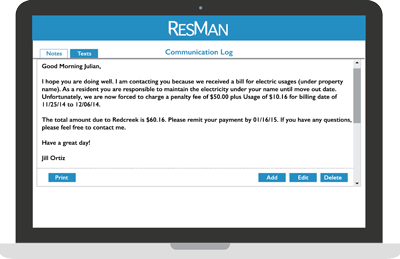 RESMAN
Notes
Texts
Communication Log
Good Morning Julian,
I hope you are doing well. I am contacting you because we received a bill for electric usages (under property
name). As a resident you are responsible to maintain the electricity under your name until move out date.
Unfortunately, we are now forced to charge a penalty fee of $50.00 plus Usage of $10.16 for billing date of
11/25/14 to 12/06/14.
The total amount due to Redcreek is $60.16. Please remit your payment by 01/16/15. If you have any questions,
please feel free to contact me.
Have a great day!
Jill Ortiz
Print
Add
Edit
Delete